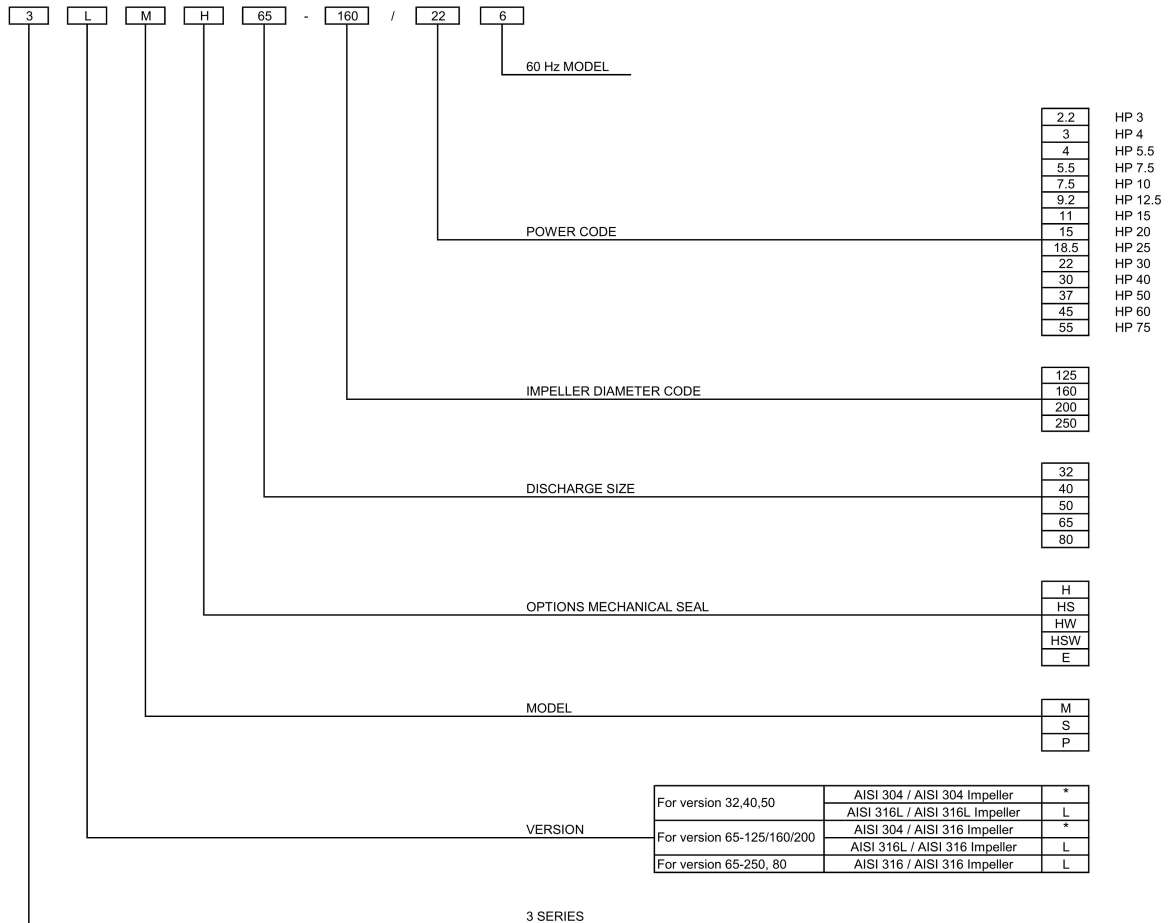 3 L M H 65 - 160 / 22 6
60 Hz MODEL
2.2 HP 3
3 HP 4
4 HP 5.5
5.5 HP 7.5
7.5 HP 10
9.2 HP 12.5
11 HP 15
POWER CODE 15 HP 20
18.5 HP 25
22 HP 30
30 HP 40
37 HP 50
45 HP 60
55 HP 75
125
IMPELLER DIAMETER CODE 160
200
250
32
DISCHARGE SIZE 40
50
65
80
H
OPTIONS MECHANICAL SEAL HS
HW
HSW
E
MODEL M
S
P
For version 32,40,50 AISI 304 / AISI 304 Impeller *
AISI 316L / AISI 316L Impeller L
VERSION For version 65-125/160/200 AISI 304 / AISI 316 Impeller *
AISI 316L / AISI 316 Impeller L
For version 65-250, 80 AISI 316 / AISI 316 Impeller L
3 SERIES